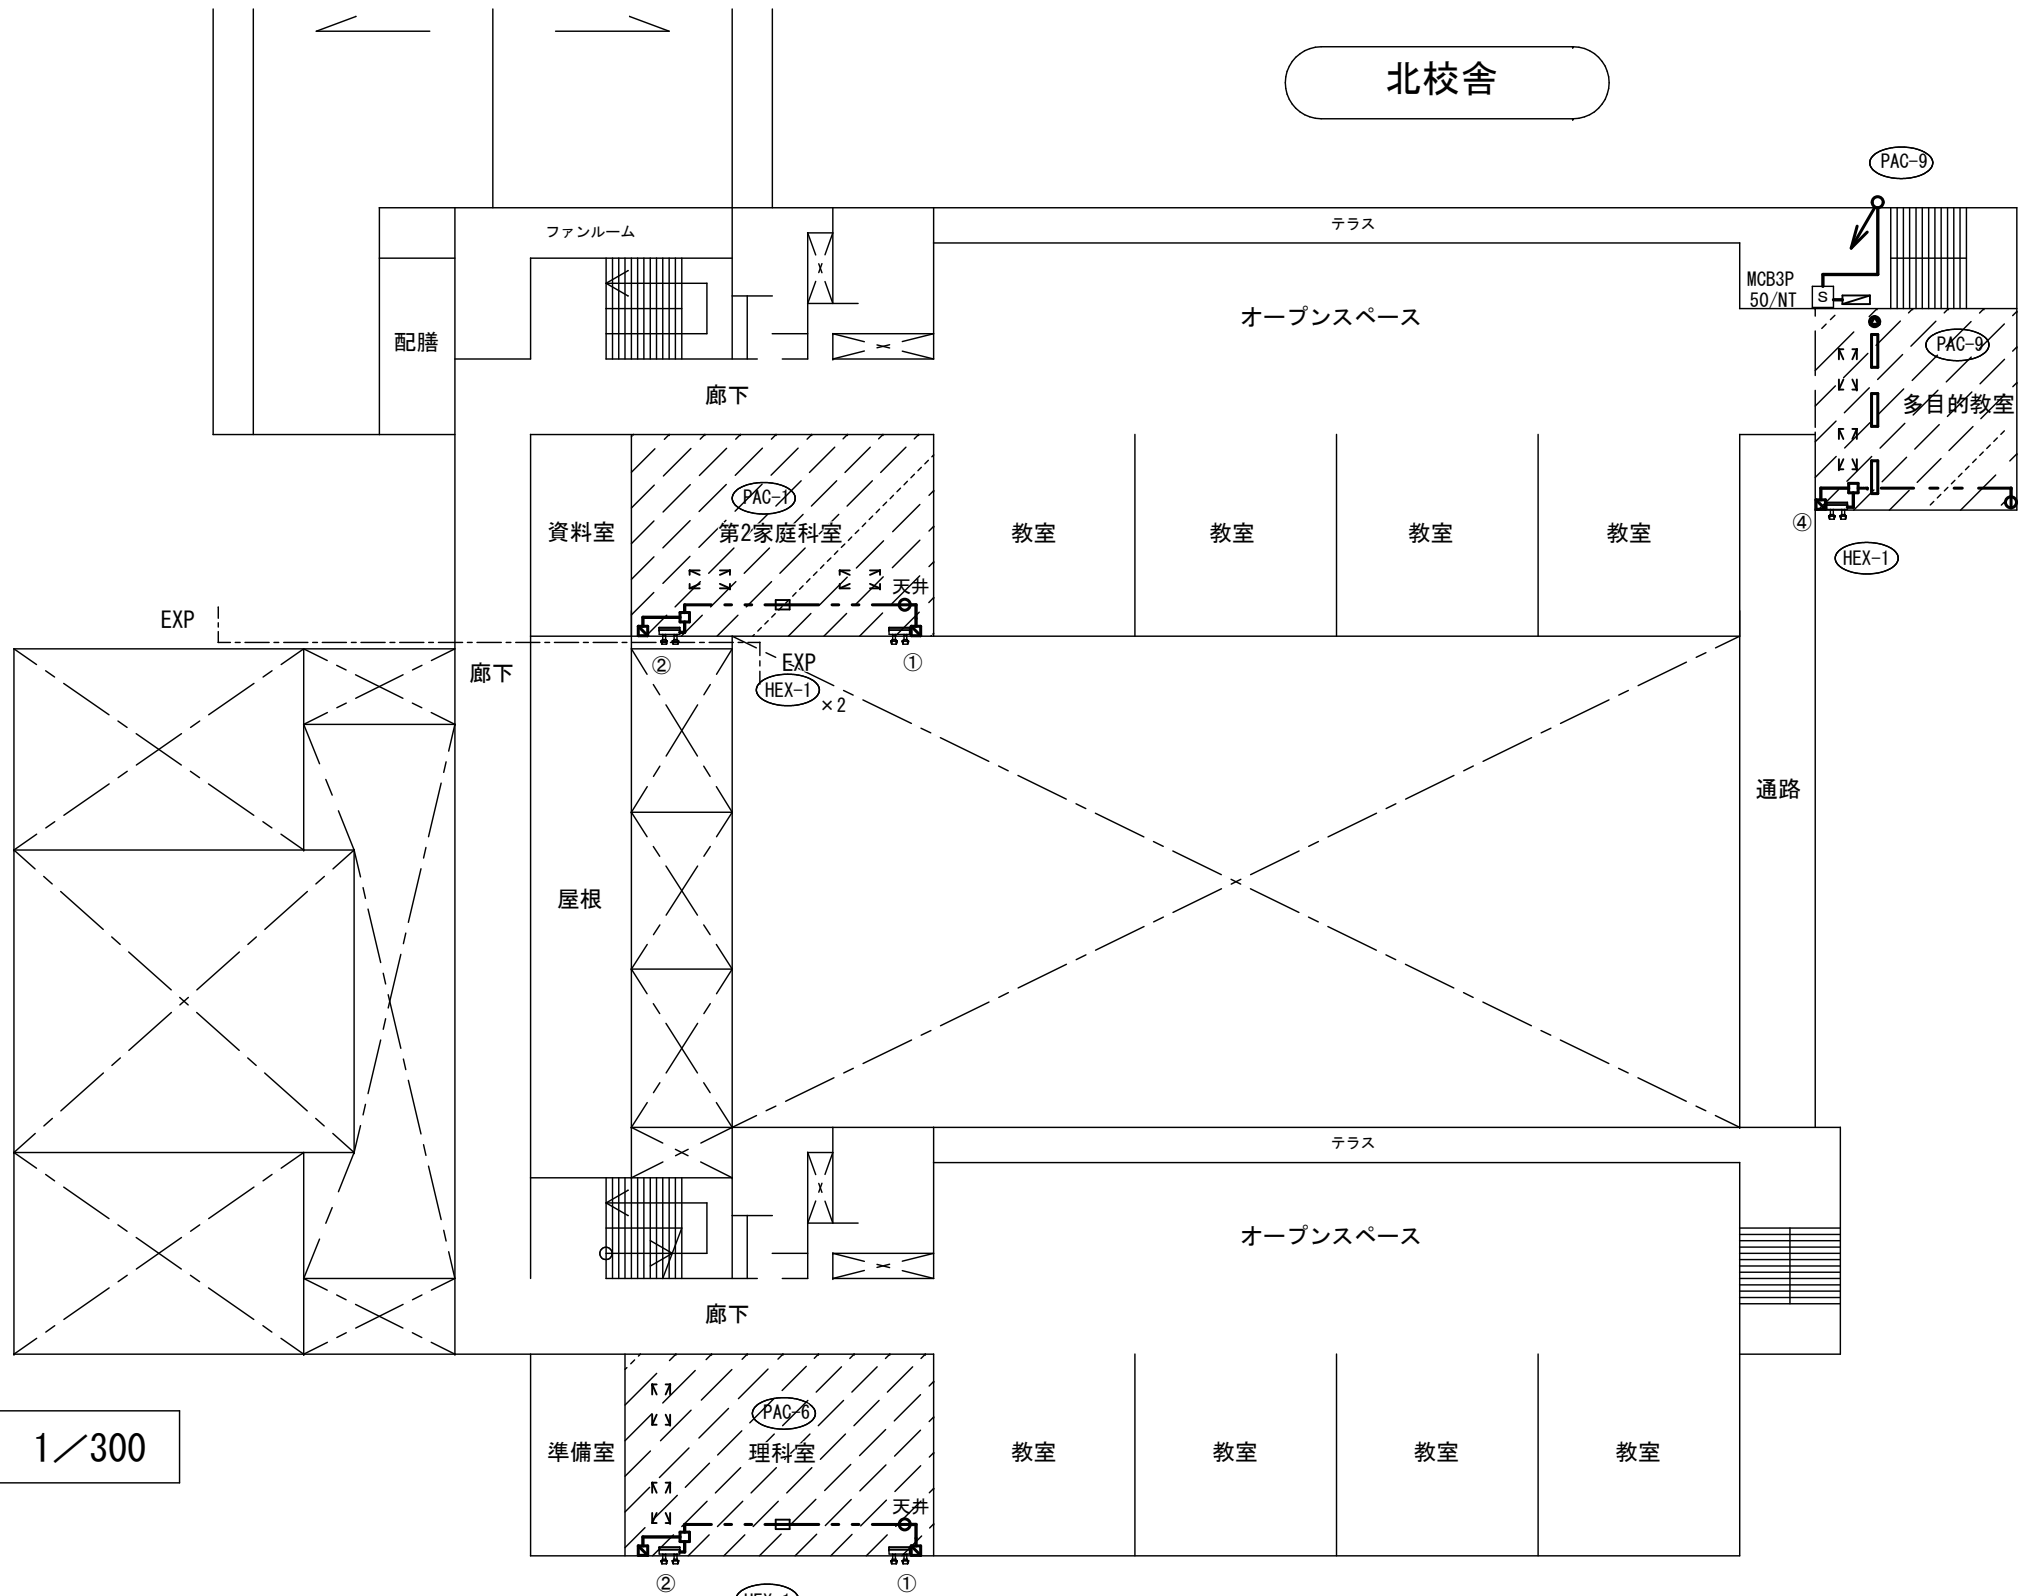 北校舎
PAC-9
ファンルーム
テラス
MCB3P
50/NT
S
オープンスペース
配膳
PAC-9
廊下
多目的教室
PAC-1
資料室
第2家庭科室
教室
教室
教室
教室
④
HEX-1
天井
EXP
②
EXP
①
廊下
HEX-1
×2
通路
屋根
テラス
オープンスペース
廊下
PAC-6
1／300
準備室
理科室
教室
教室
教室
教室
天井
②
①
HEX-1